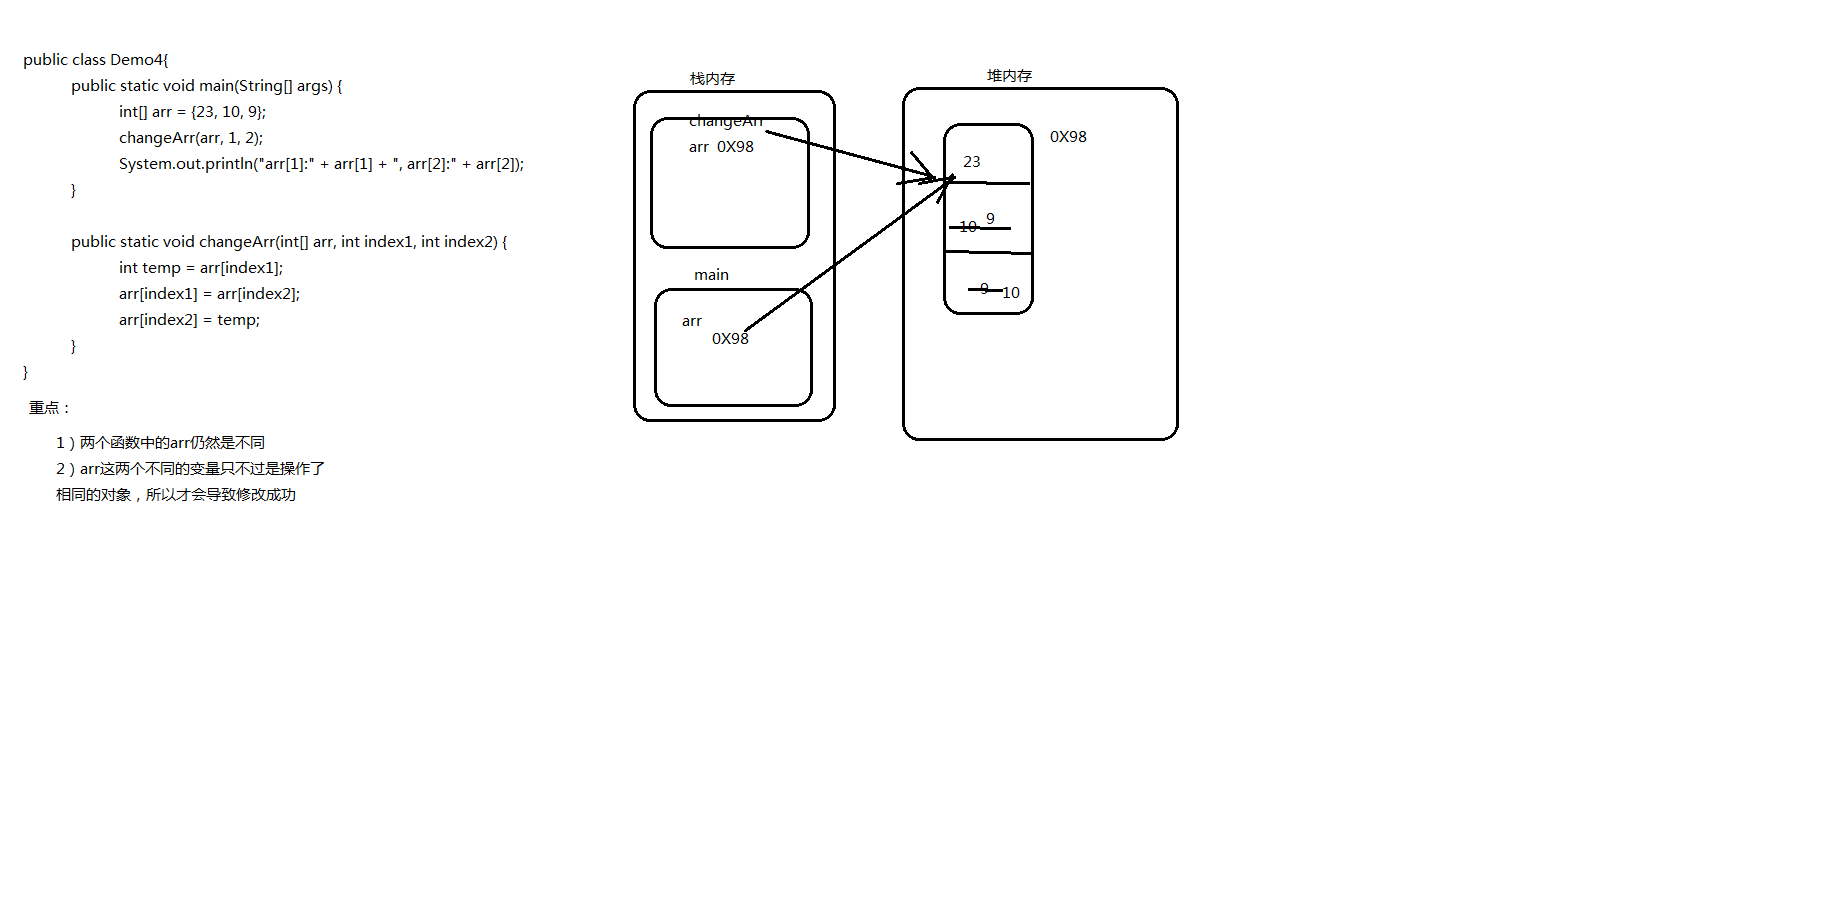 public class Demo4{
public static void main(String[] args) {
int[] arr = {23, 10, 9};
changeArr(arr, 1, 2);
System.out.println("arr[1]:" + arr[1] + ", arr[2]:" + arr[2]);
}
public static void changeArr(int[] arr, int index1, int index2) {
int temp = arr[index1];
arr[index1] = arr[index2];
arr[index2] = temp;
}
}
重点：
1）两个函数中的arr仍然是不同
2）arr这两个不同的变量只不过是操作了
相同的对象，所以才会导致修改成功
栈内存
changeArr
arr 0X98
main
arr
0X98
堆内存
0X98
23
10 9
9 10